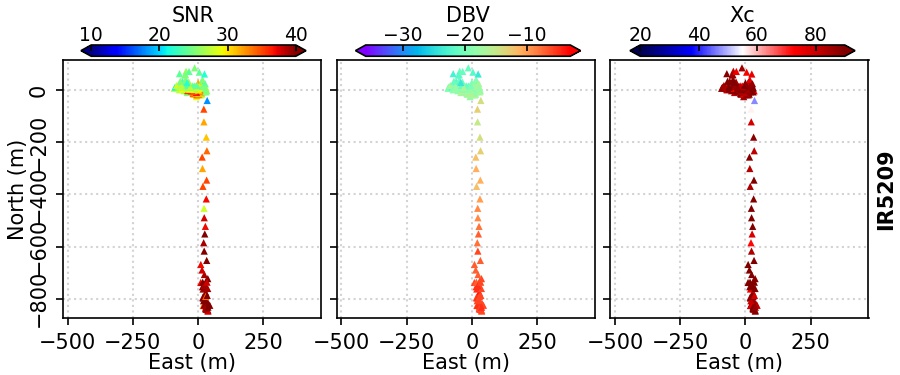 SNR DBV Xc
10 20 30 40 −30 −20 −10 20 40 60 80
North (m)
0
−200
−400
−600
−800
IR5209
−500 −250 0 250 −500 −250 0 250 −500 −250 0 250
East (m) East (m) East (m)